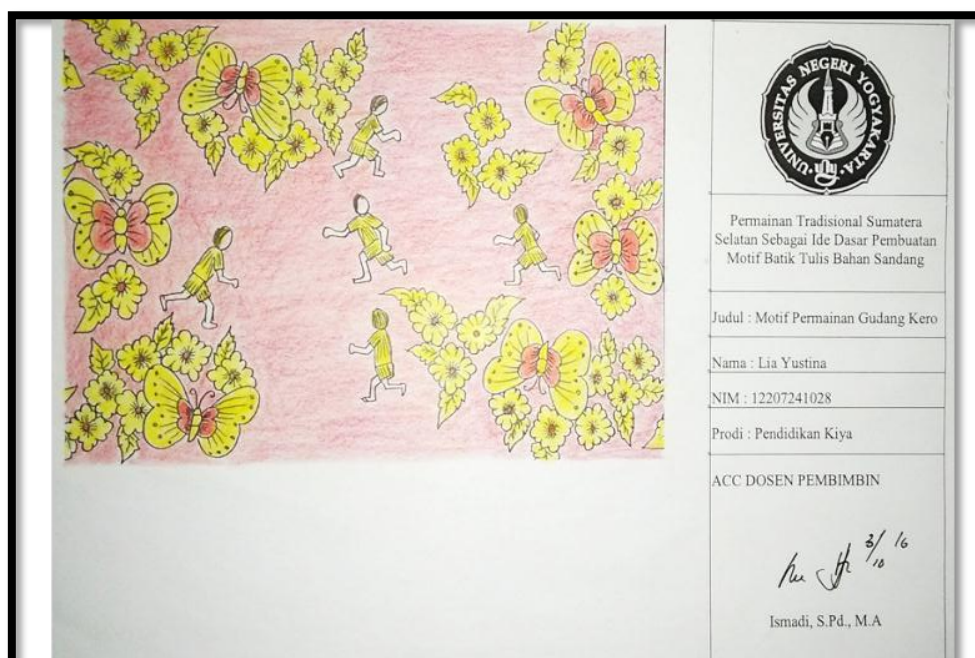 UNIVERSITAS NEGERI YOGYAKARTA
Permainan Tradisional Sumatera
Selatan Sebagai Ide Dasar Pembuatan
Motif Batik Tulis Bahan Sandang
Judul : Motif Permainan Gudang Kero
Nama : Lia Yustina
NIM : 12207241028
Prodi : Pendidikan Kiya
ACC DOSEN PEMBIMBIN
3/10 16
Ismadi, S.Pd., M.A